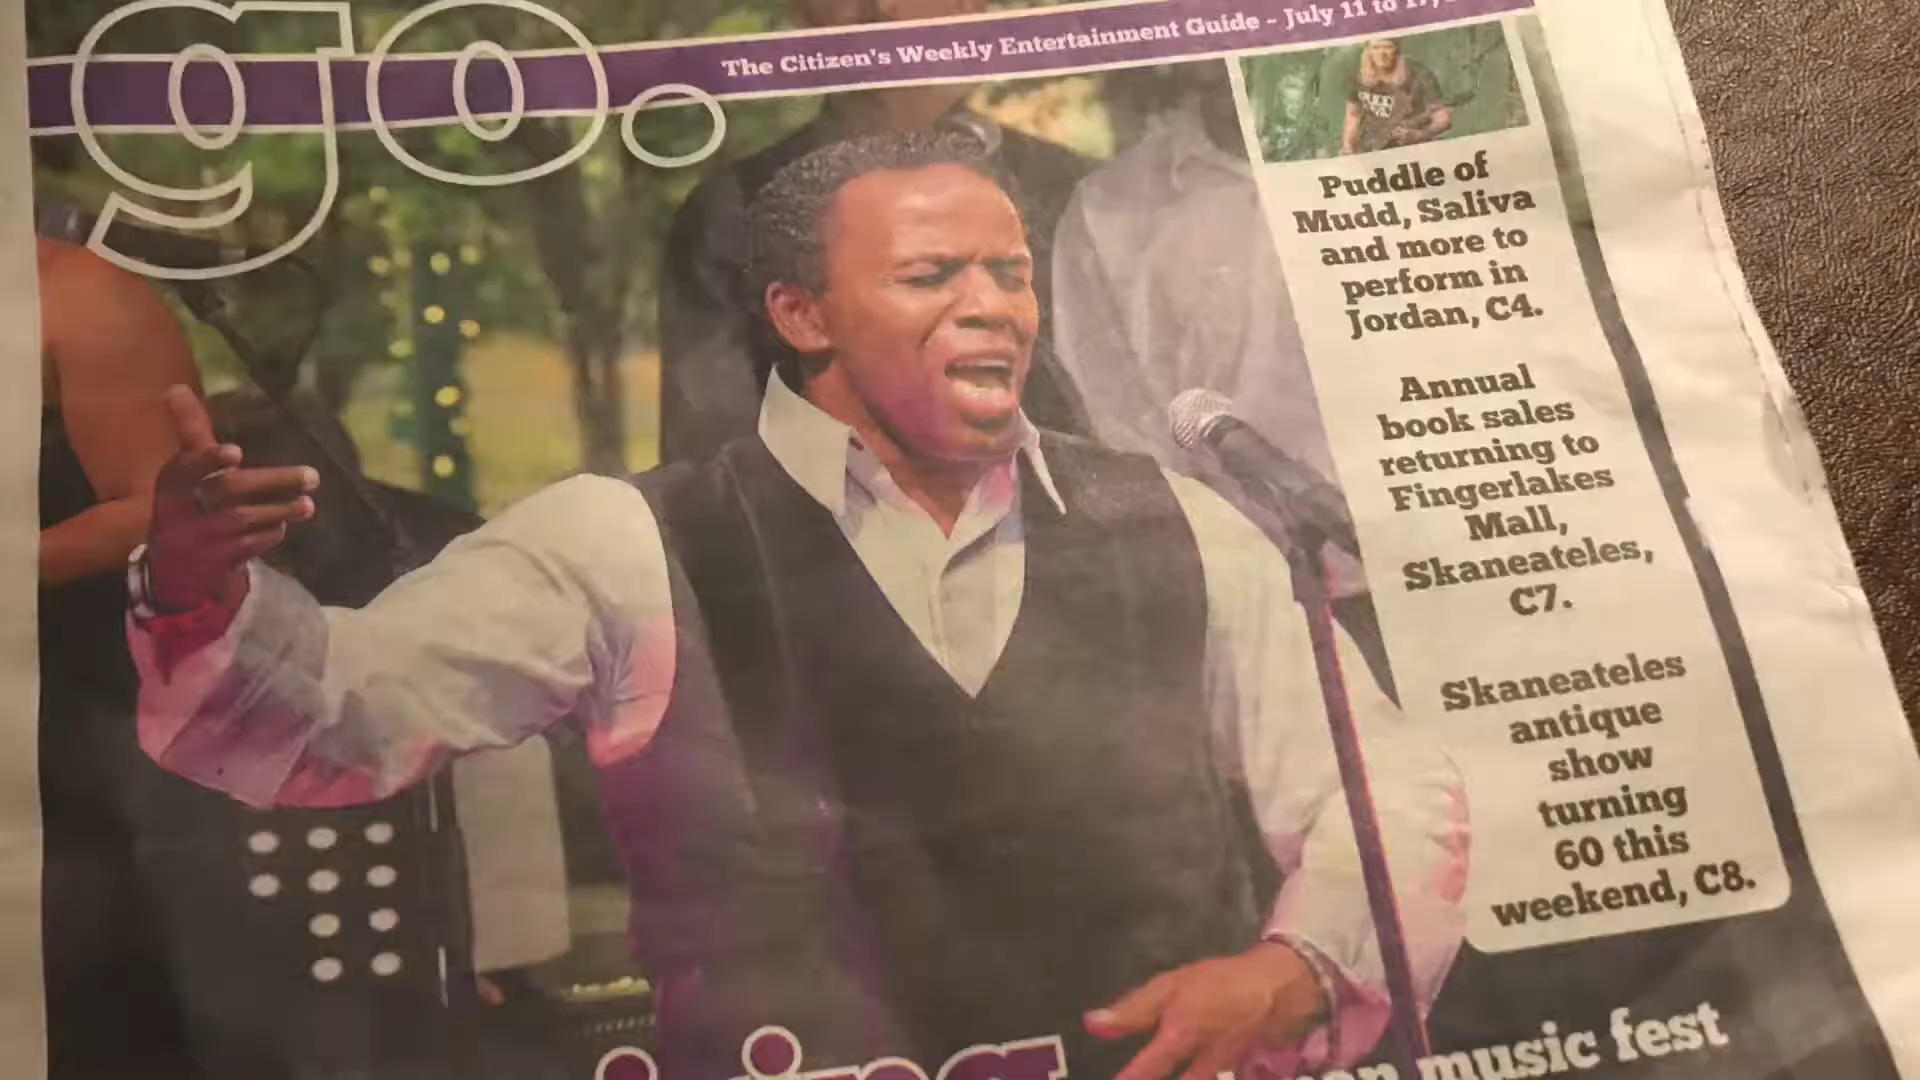 go.
The Citizen's Weekly Entertainment Guide - July 11 to 17,
Puddle of
Mudd, Saliva
and more to
perform in
Jordan, C4.
Annual
book sales
returning to
Fingerlakes
Mall,
Skaneateles,
C7.
Skaneateles
antique
show
turning
60 this
weekend, C8.
music fest